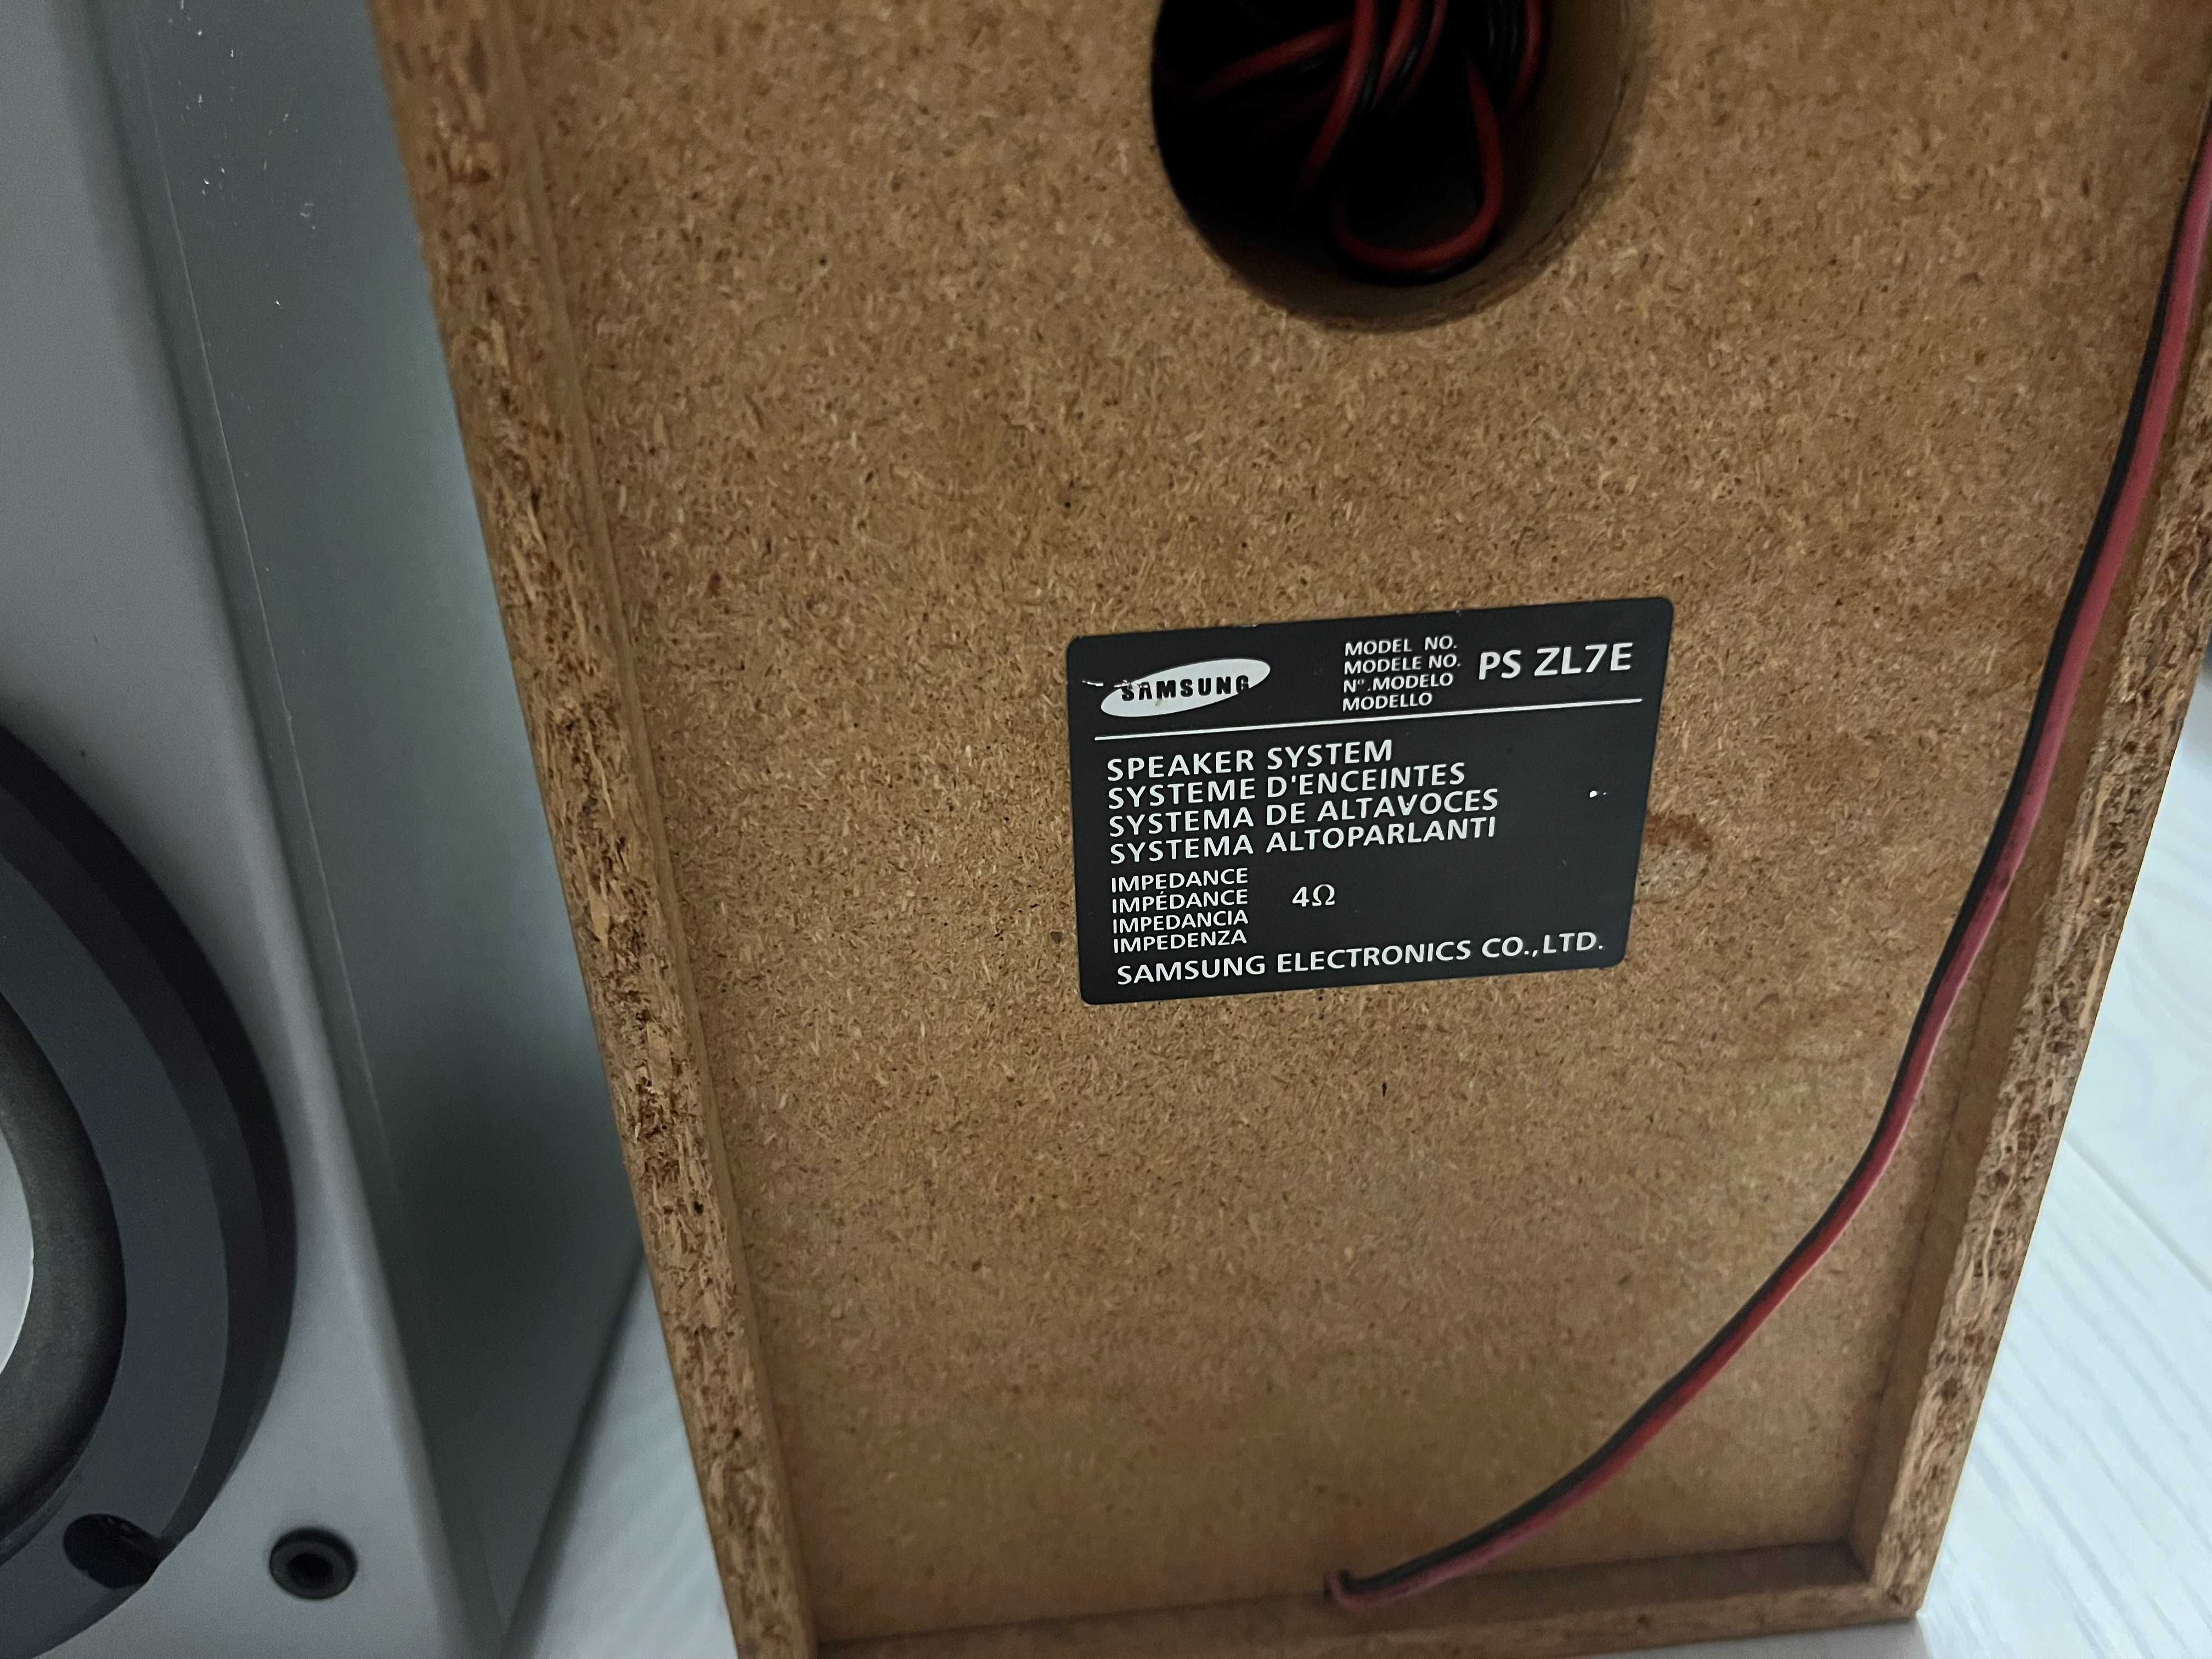 SAMSUNG
MODEL NO.
MODELE NO.
Nº.MODELO
MODELLO
PS ZL7E
SPEAKER SYSTEM
SYSTEME D'ENCEINTES
SYSTEMA DE ALTAVOCES
SYSTEMA ALTOPARLANTI
IMPEDANCE
IMPÉDANCE
IMPEDANCIA
IMPEDENZA
4Ω
SAMSUNG ELECTRONICS CO.,LTD.